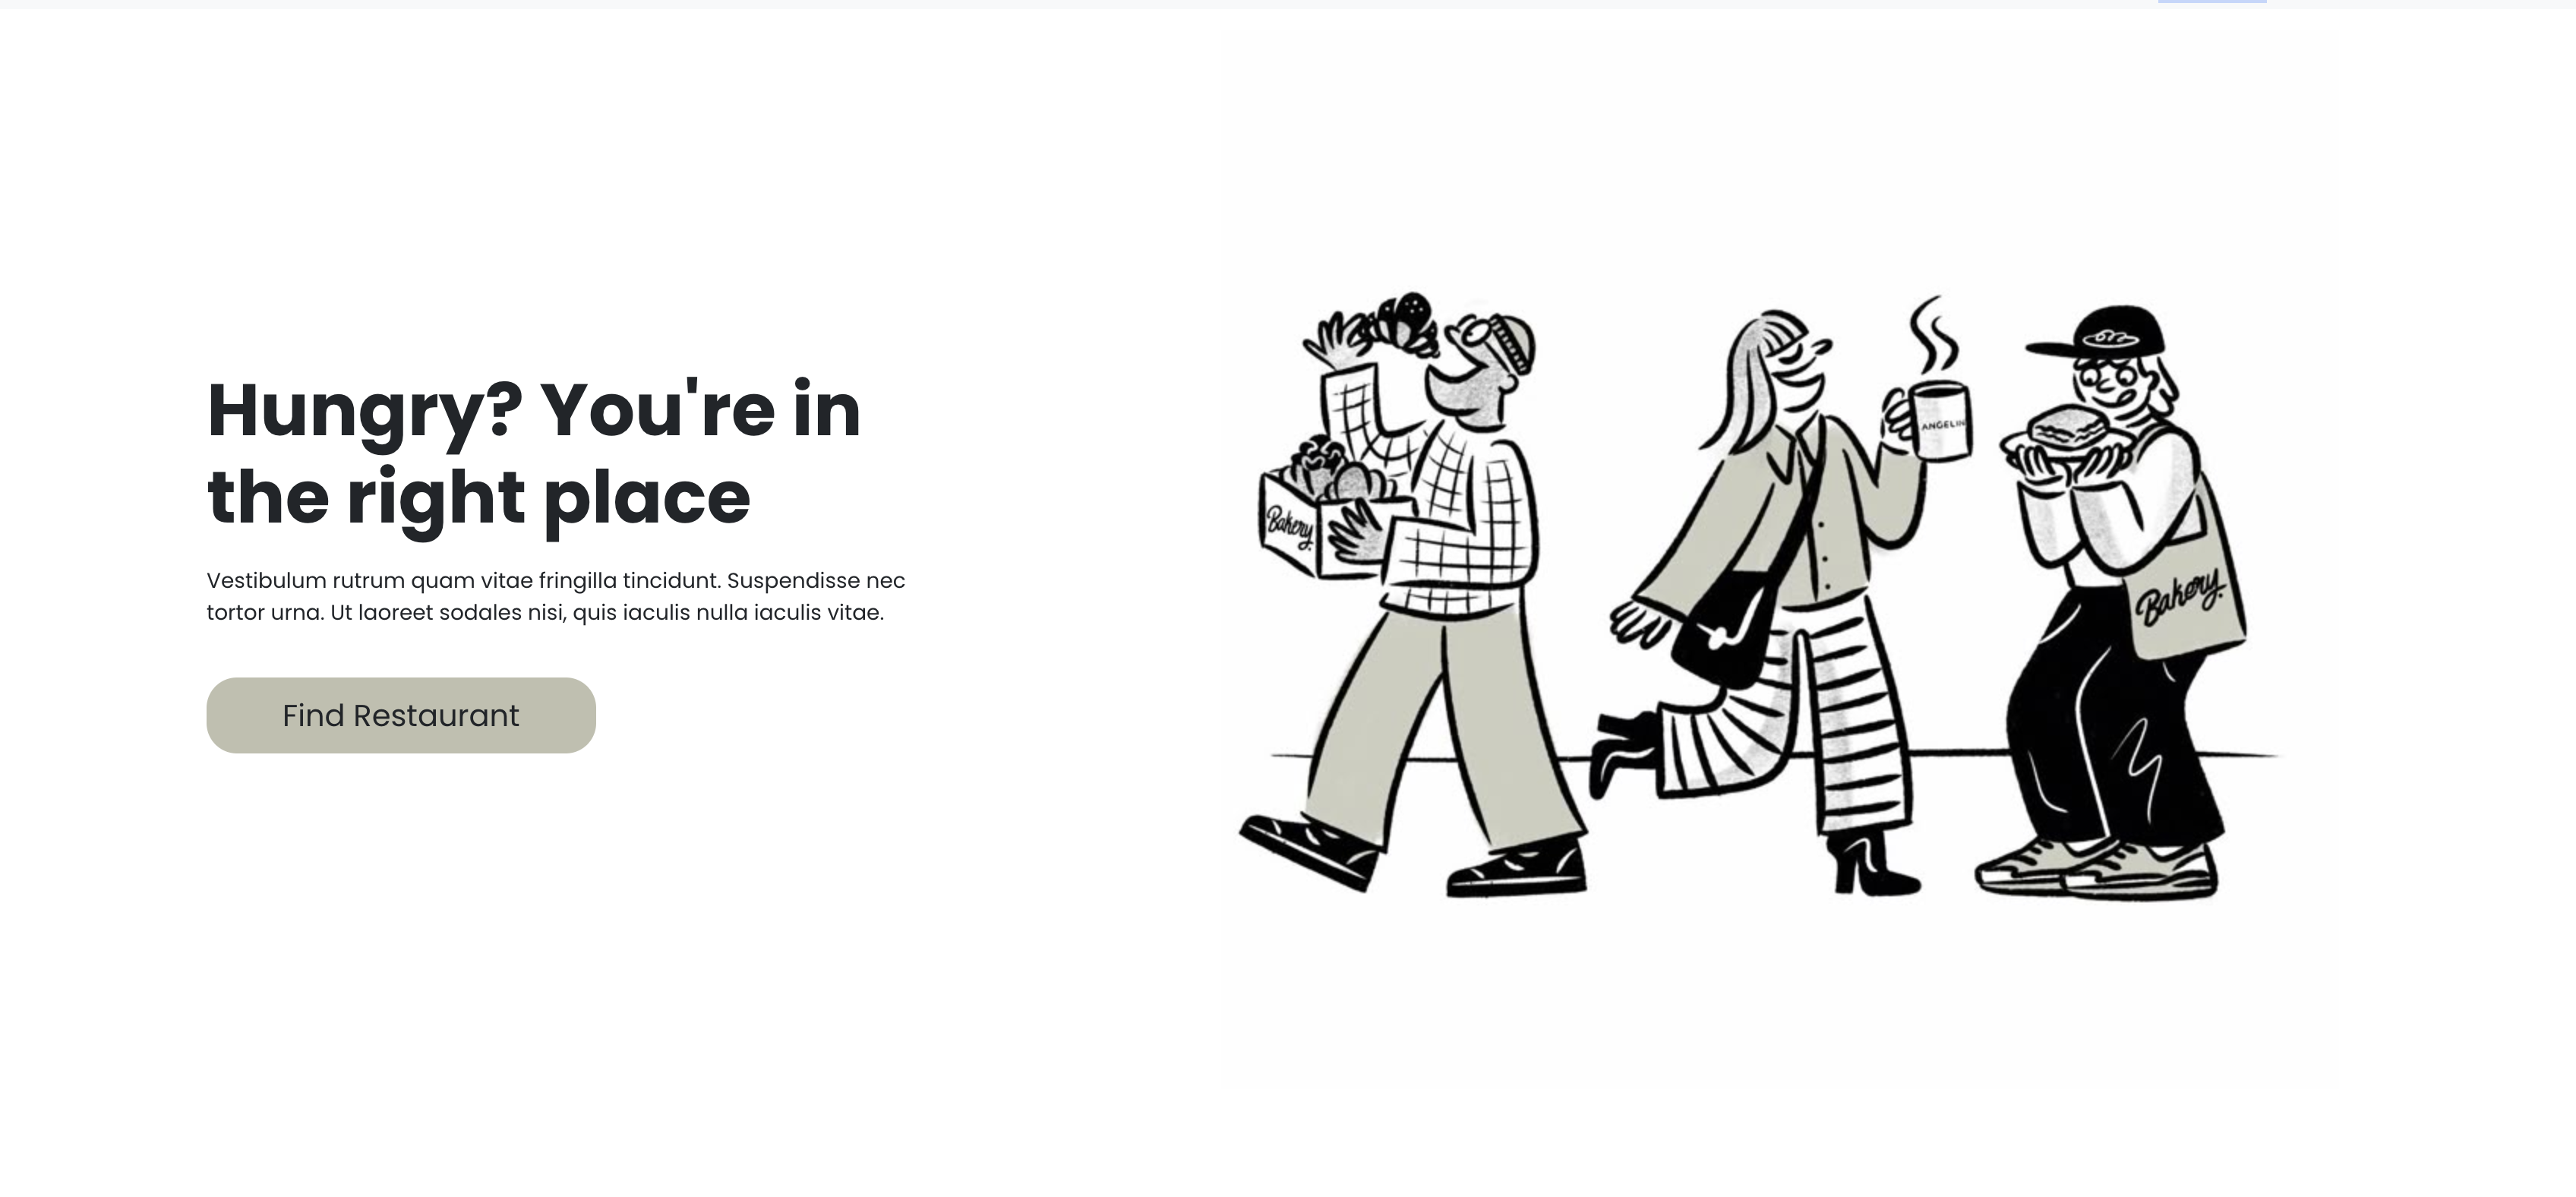 Hungry? You're in
the right place
Vestibulum rutrum quam vitae fringilla tincidunt. Suspendisse nec
tortor urna. Ut laoreet sodales nisi, quis iaculis nulla iaculis vitae.
Find Restaurant
Bakery
ANGELIN
Bakery